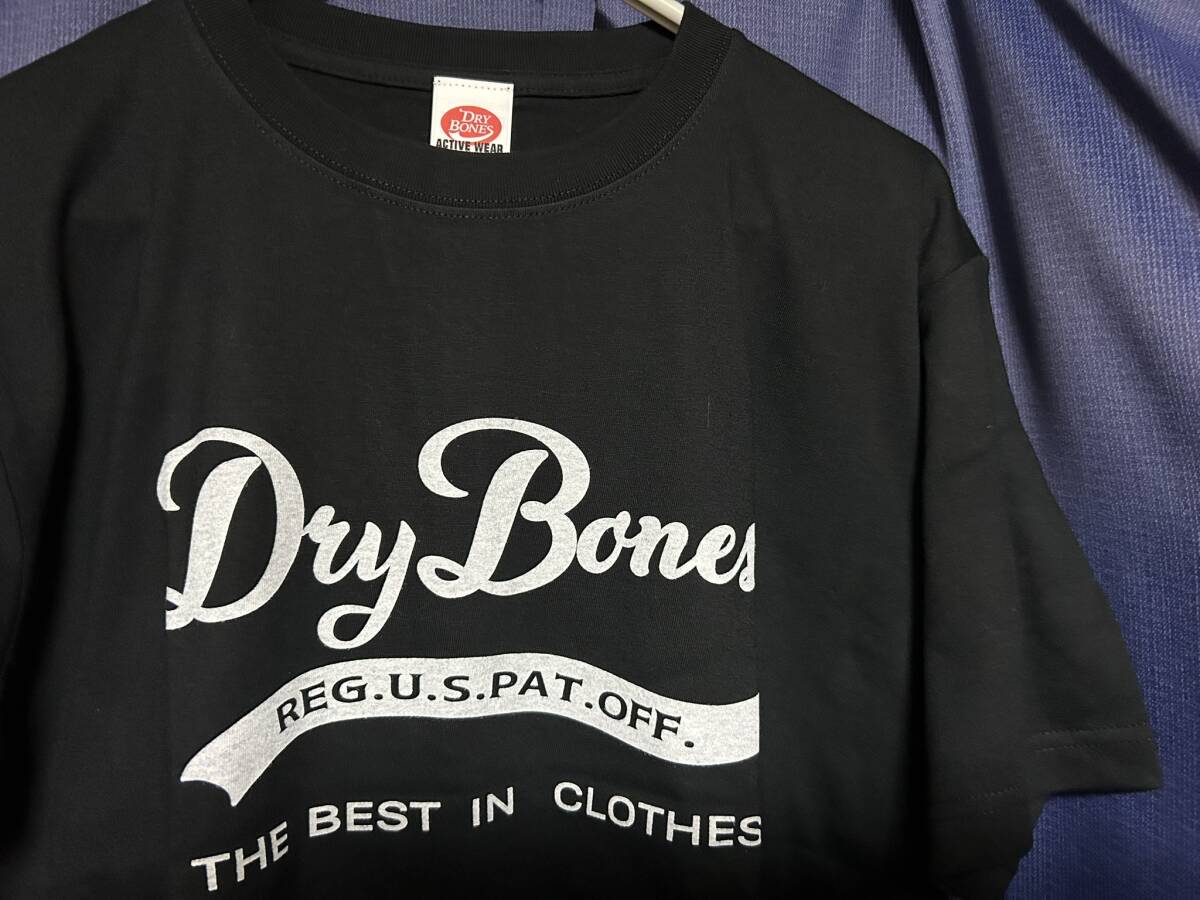 DRY
BONES
ACTIVE WEAR
Dry Bones
REG.U.S.PAT.OFF.
THE BEST IN CLOTHES